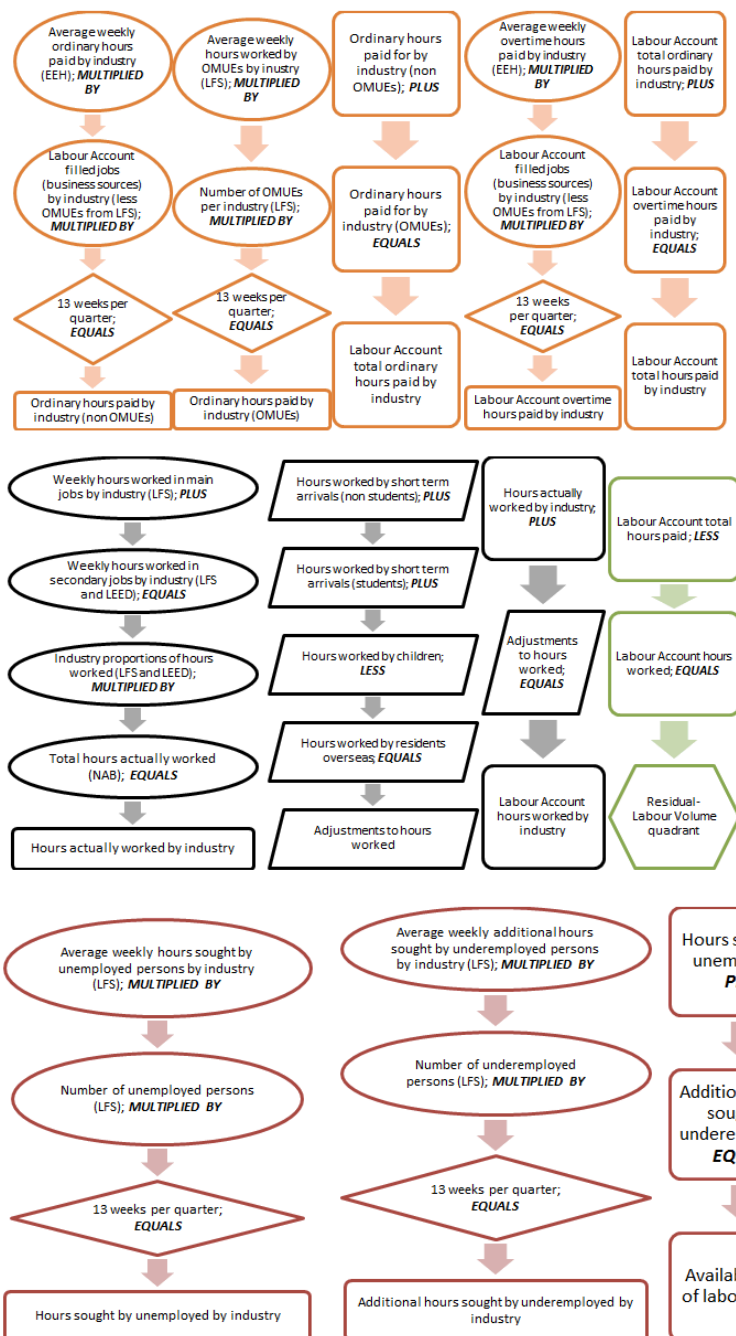 Average weekly
ordinary hours
paid by industry
(EEH); MULTIPLIED
BY
Labour Account
filled jobs
(business sources)
by industry (less
OMUEs from LFS);
MULTIPLIED BY
13 weeks per
quarter;
EQUALS
Ordinary hours paid by
industry (non OMUEs)
Average weekly
hours worked by
OMUEs by inustry
(LFS); MULTIPLIED
BY
Number of OMUEs
per industry (LFS);
MULTIPLIED BY
13 weeks per
quarter;
EQUALS
Ordinary hours paid by
industry (OMUEs)
Ordinary hours
paid for by
industry (non
OMUEs); PLUS
Ordinary hours
paid for by
industry (OMUEs);
EQUALS
Labour Account
total ordinary
hours paid by
industry
Average weekly
overtime hours
paid by industry
(EEH); MULTIPLIED
BY
Labour Account
filled jobs
(business sources)
by industry (less
OMUEs from LFS);
MULTIPLIED BY
13 weeks
per quarter;
EQUALS
Labour Account overtime
hours paid by industry
Labour Account
total ordinary
hours paid by
industry; PLUS
Labour Account
overtime hours
paid by
industry;
EQUALS
Labour Account
total hours paid
by industry
Weekly hours worked in main
jobs by industry (LFS); PLUS
Weekly hours worked in
secondary jobs by industry (LFS
and LEED); EQUALS
Industry proportions of hours
worked (LFS and LEED);
MULTIPLIED BY
Total hours actually worked
(NAB); EQUALS
Hours actually worked by industry
Hours worked by short term
arrivals (non students); PLUS
Hours worked by short term
arrivals (students); PLUS
Hours worked by children;
LESS
Hours worked by residents
overseas; EQUALS
Adjustments to hours
worked
Hours actually
worked by industry;
PLUS
Adjustments
to hours
worked;
EQUALS
Labour Account
hours worked by
industry
Labour Account total
hours paid; LESS
Labour Account hours
worked; EQUALS
Residual-
Labour Volume
quadrant
Average weekly hours sought by
unemployed persons by industry
(LFS); MULTIPLIED BY
Number of unemployed persons
(LFS); MULTIPLIED BY
13 weeks per quarter;
EQUALS
Hours sought by unemployed by industry
Average weekly additional hours
sought by underemployed persons
by industry (LFS); MULTIPLIED BY
Number of underemployed
persons (LFS); MULTIPLIED BY
13 weeks per quarter;
EQUALS
Additional hours sought by underemployed by
industry
Hours
of labo